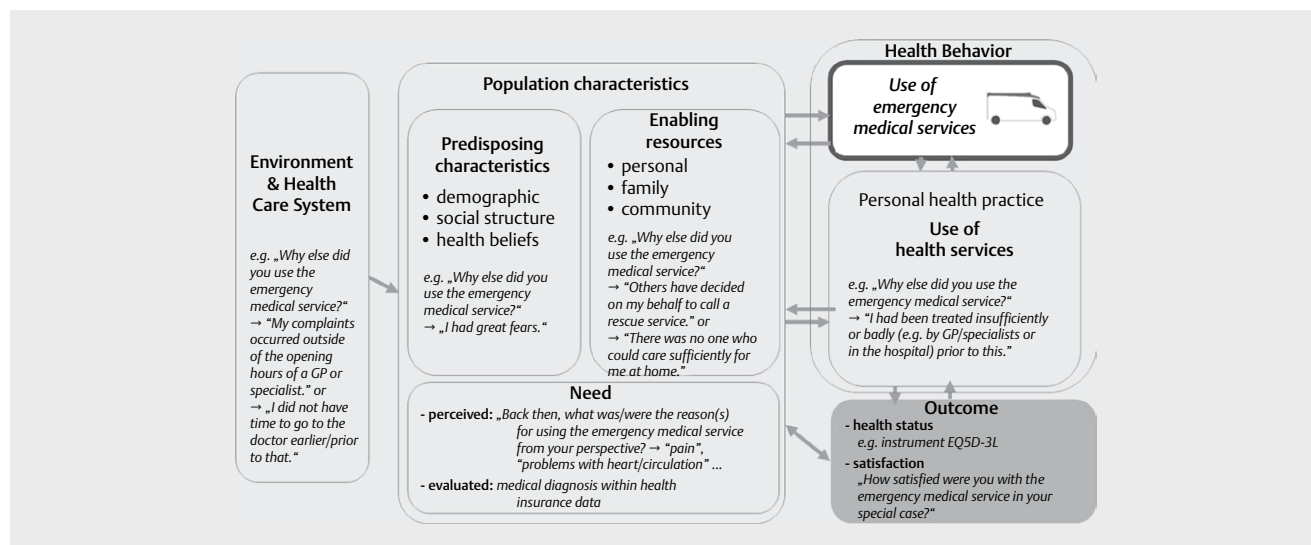 Environment
& Health
Care System
e.g. „Why else did
you use the
emergency
medical service?“
→ “My complaints
occurred outside
of the opening
hours of a GP or
specialist.” or
→ „I did not have
time to go to the
doctor earlier/prior
to that.“
Population characteristics
Predisposing
characteristics
• demographic
• social structure
• health beliefs
e.g. „Why else did you
use the emergency
medical service?“
→ „I had great fears.“
Enabling
resources
• personal
• family
• community
e.g. „Why else did you
use the emergency
medical service?“
→ “Others have decided
on my behalf to call a
rescue service.” or
→ “There was no one who
could care sufficiently for
me at home.”
Need
- perceived: „Back then, what was/were the reason(s)
for using the emergency medical service
from your perspective? → “pain”,
“problems with heart/circulation” ...
- evaluated: medical diagnosis within health
insurance data
Health Behavior
Use of
emergency
medical services
Personal health practice
Use of
health services
e.g. „Why else did you use the
emergency medical service?“
→ “I had been treated insufficiently
or badly (e.g. by GP/specialists or
in the hospital) prior to this.”
Outcome
- health status
e.g. instrument EQ5D-3L
- satisfaction
„How satisfied were you with the
emergency medical service in your
special case?“